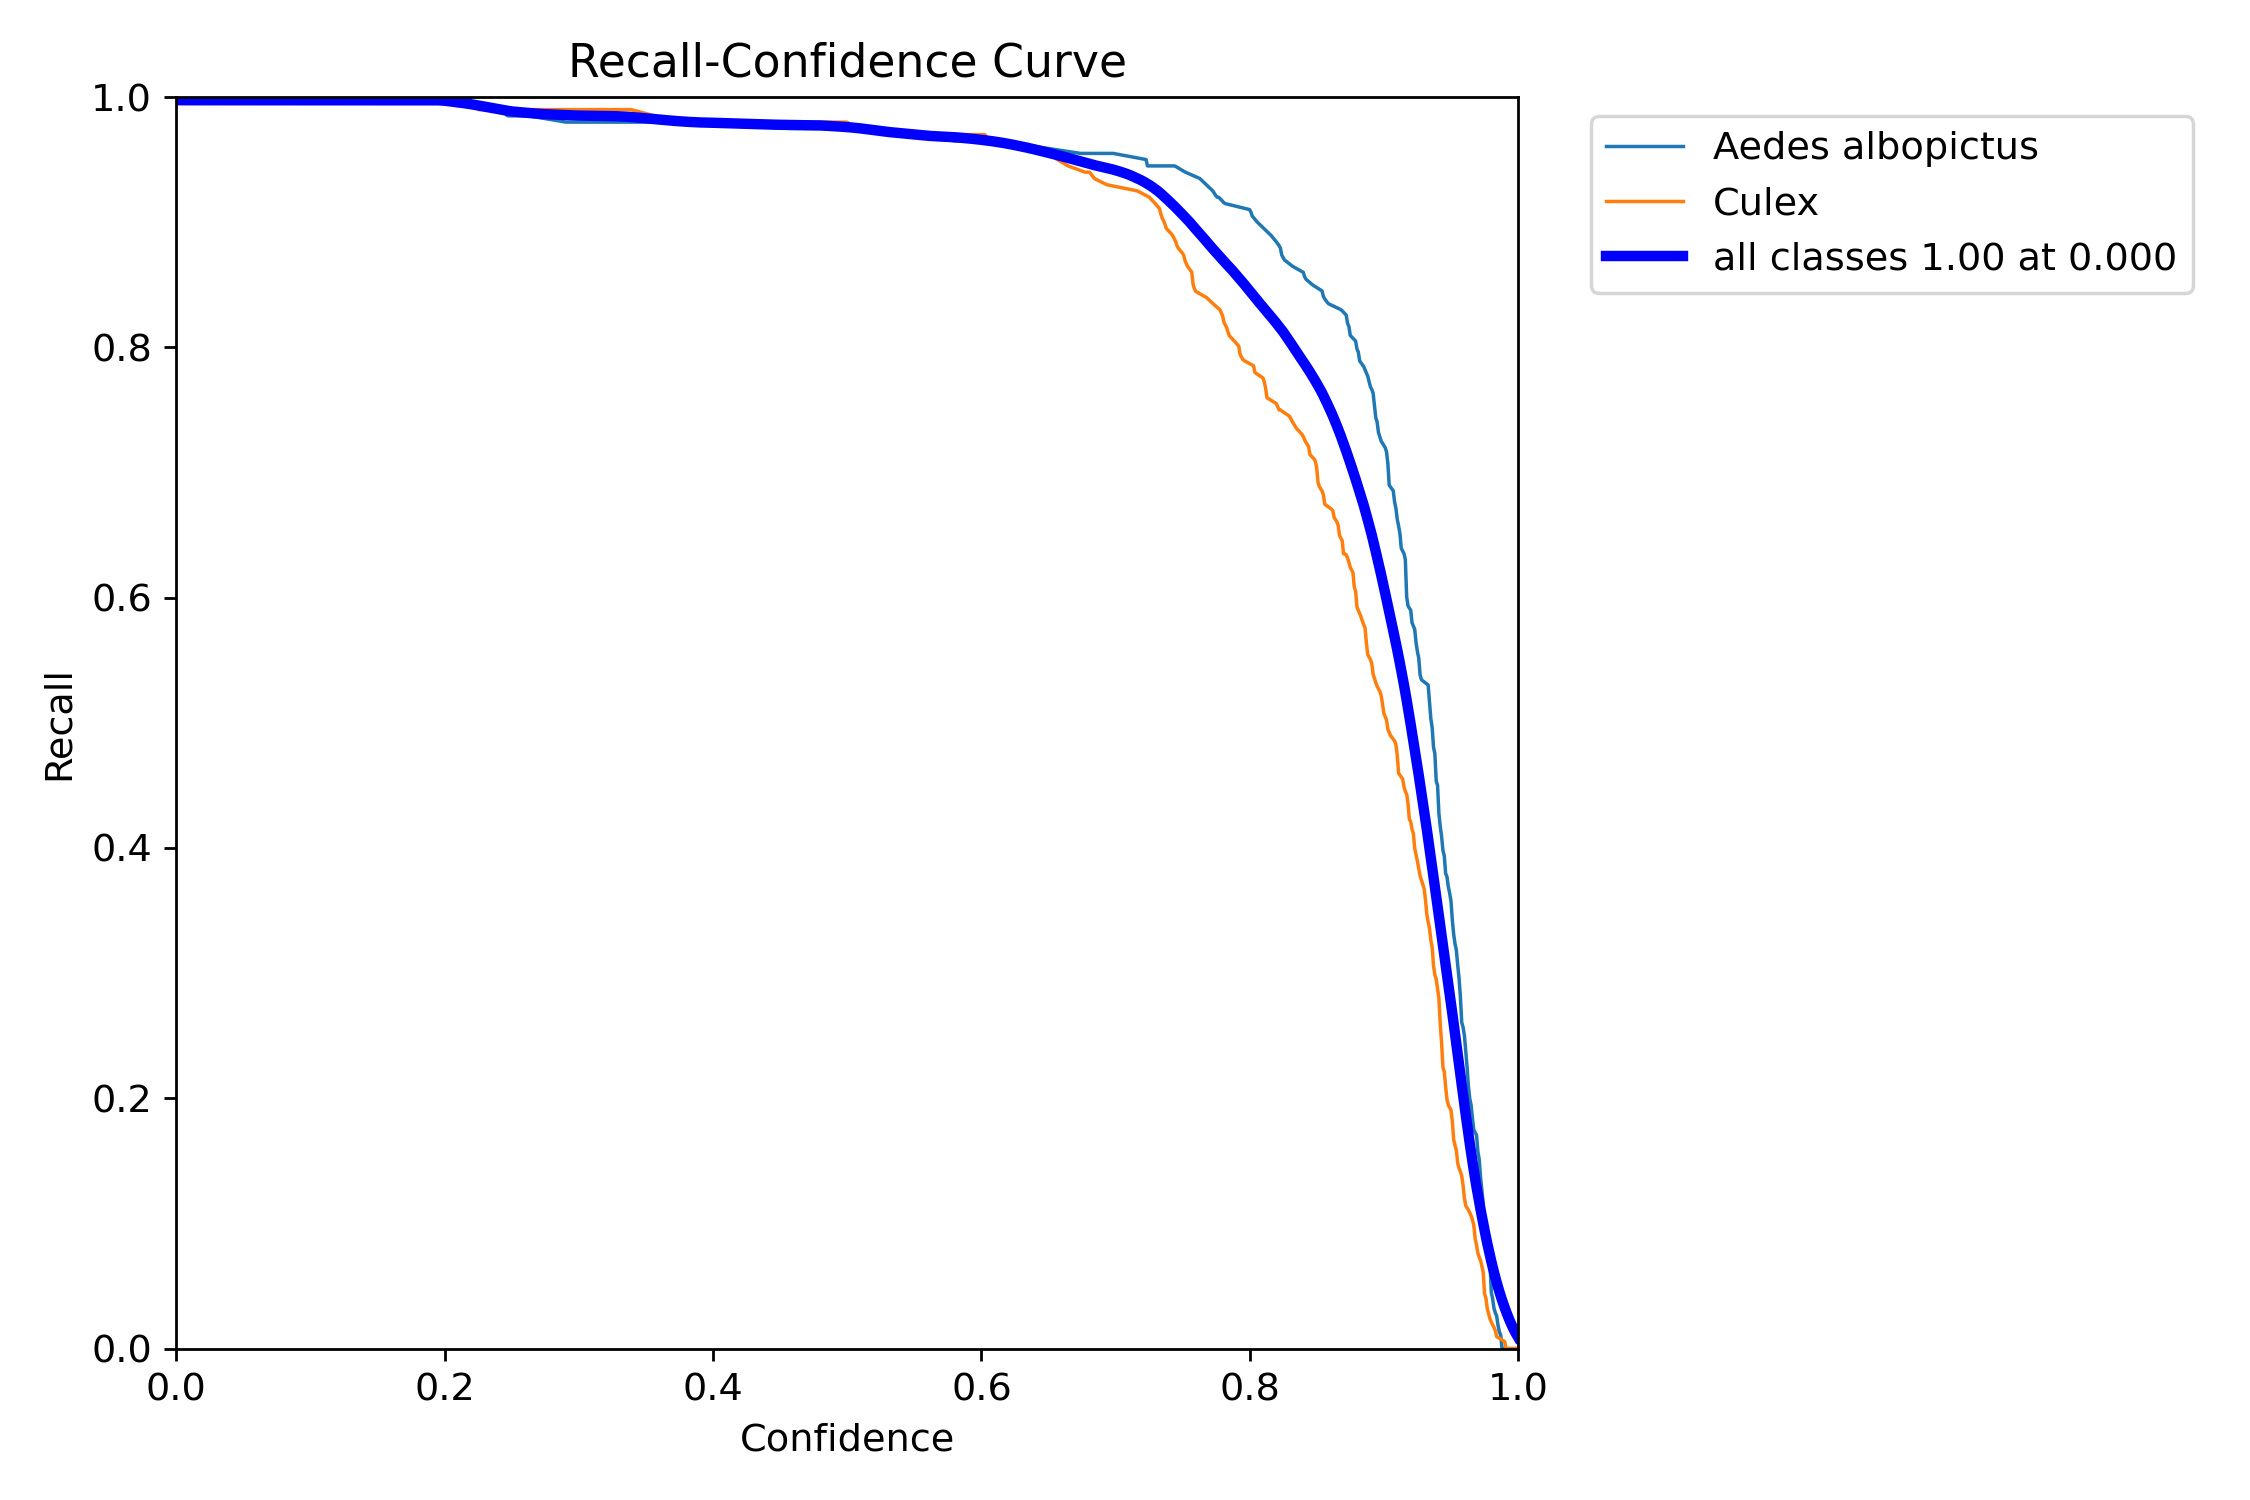 Recall-Confidence Curve
1.0
0.8
0.6
0.4
0.2
0.0
Recall
0.0 0.2 0.4 0.6 0.8 1.0
Confidence
Aedes albopictus
Culex
all classes 1.00 at 0.000